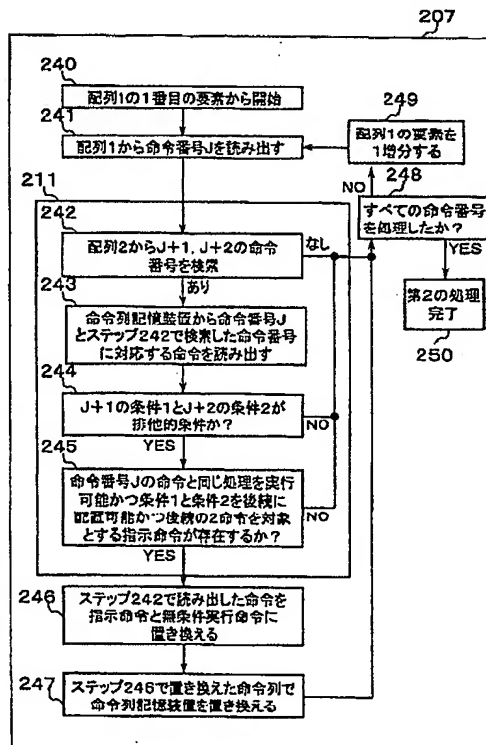 207
240
配列1の1番目の要素から開始
241
配列1から命令番号Jを読み出す
249
配列1の要素を
1増分する
NO
248
すべての命令番号
を処理したか?
YES
第2の処理
完了
250
211
242
配列2からJ+1, J+2の命令
番号を検索
なし
あり
243
命令列記憶装置から命令番号J
とステップ242で検索した命令番号
に対応する命令を読み出す
244
J+1の条件1とJ+2の条件2が
排他的条件か?
NO
YES
245
命令番号Jの命令と同じ処理を実行
可能かつ条件1と条件2を後続に
配置可能かつ後続の2命令を対象
とする指示命令が存在するか?
NO
YES
246
ステップ242で読み出した命令を
指示命令と無条件実行命令に
置き換える
247
ステップ246で置き換えた命令列で
命令列記憶装置を置き換える